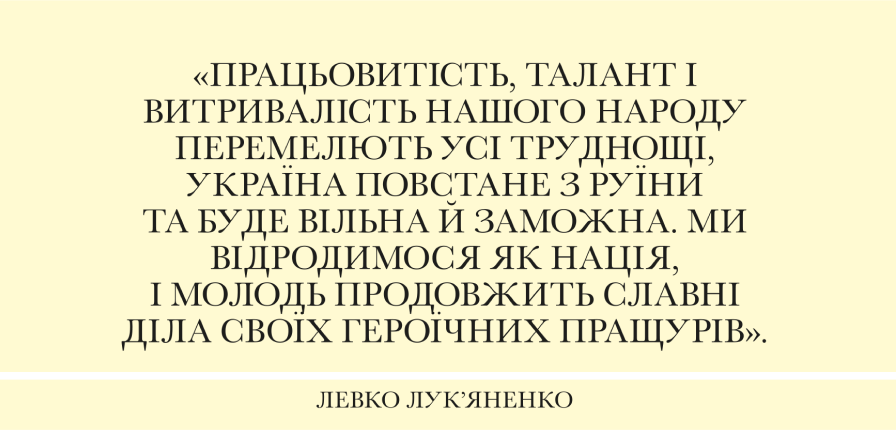 «ПРАЦЬОВИТІСТЬ, ТАЛАНТ І
ВИТРИВАЛІСТЬ НАШОГО НАРОДУ
ПЕРЕМЕЛЮТЬ УСІ ТРУДНОЩІ,
УКРАЇНА ПОВСТАНЕ З РУЇНИ
ТА БУДЕ ВІЛЬНА Й ЗАМОЖНА. МИ
ВІДРОДИМОСЯ ЯК НАЦІЯ,
І МОЛОДЬ ПРОДОВЖИТЬ СЛАВНІ
ДІЛА СВОЇХ ГЕРОЇЧНИХ ПРАЩУРІВ».
ЛЕВКО ЛУК’ЯНЕНКО